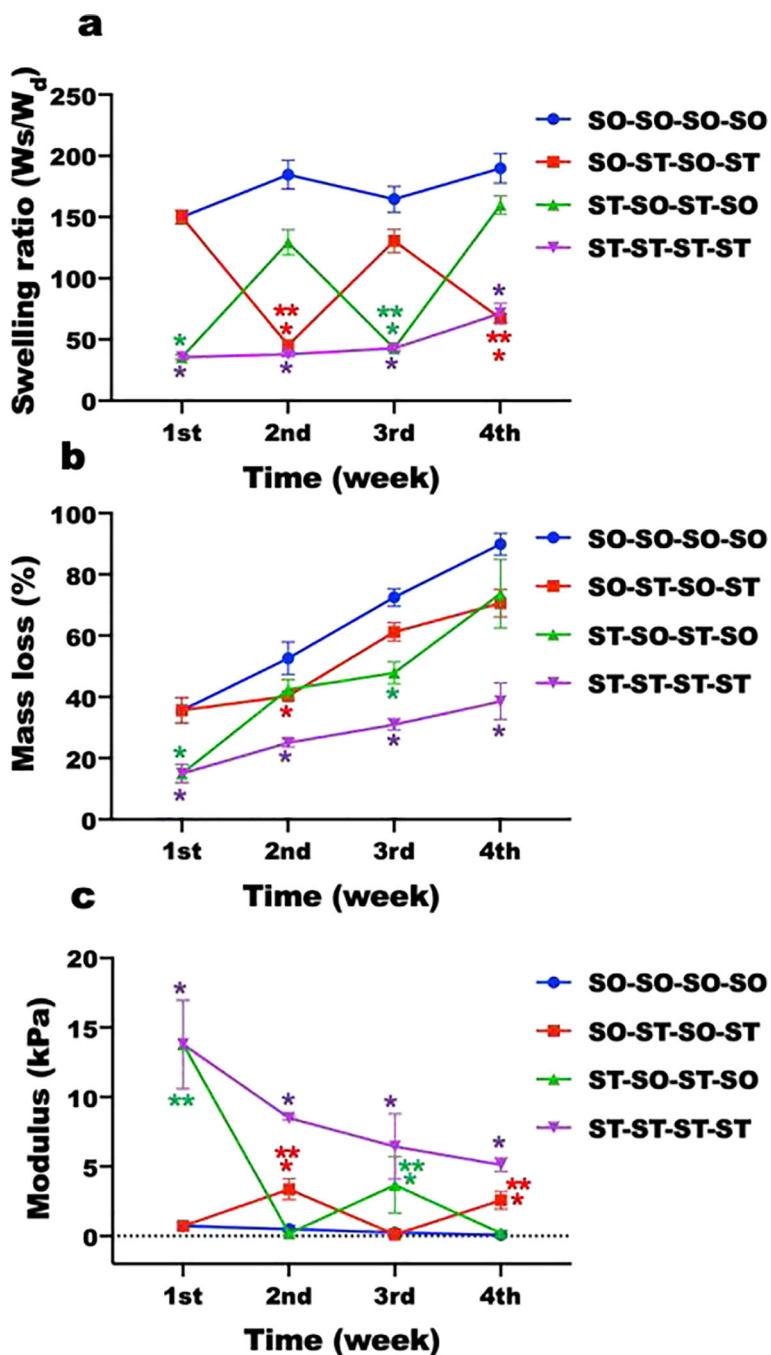 a
Swelling ratio (Ws/Wd)
250
200
150
100
50
0
SO-SO-SO-SO
SO-ST-SO-ST
ST-SO-ST-SO
ST-ST-ST-ST
*
*
**
*
*
**
*
*
*
**
*
1st 2nd 3rd 4th
Time (week)
b
Mass loss (%)
100
80
60
40
20
0
SO-SO-SO-SO
SO-ST-SO-ST
ST-SO-ST-SO
ST-ST-ST-ST
*
*
*
*
*
*
*
1st 2nd 3rd 4th
Time (week)
c
Modulus (kPa)
20
15
10
5
0
SO-SO-SO-SO
SO-ST-SO-ST
ST-SO-ST-SO
ST-ST-ST-ST
*
**
*
**
*
*
**
*
*
**
*
1st 2nd 3rd 4th
Time (week)